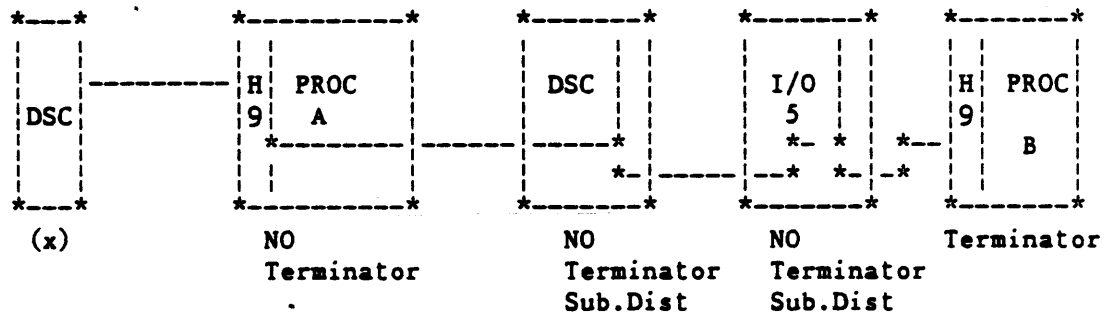 H PROC DSC I/O H PROC
DSC 9 A 5 9
B
(x) NO NO NO Terminator
Terminator Terminator Terminator
Sub.Dist Sub.Dist